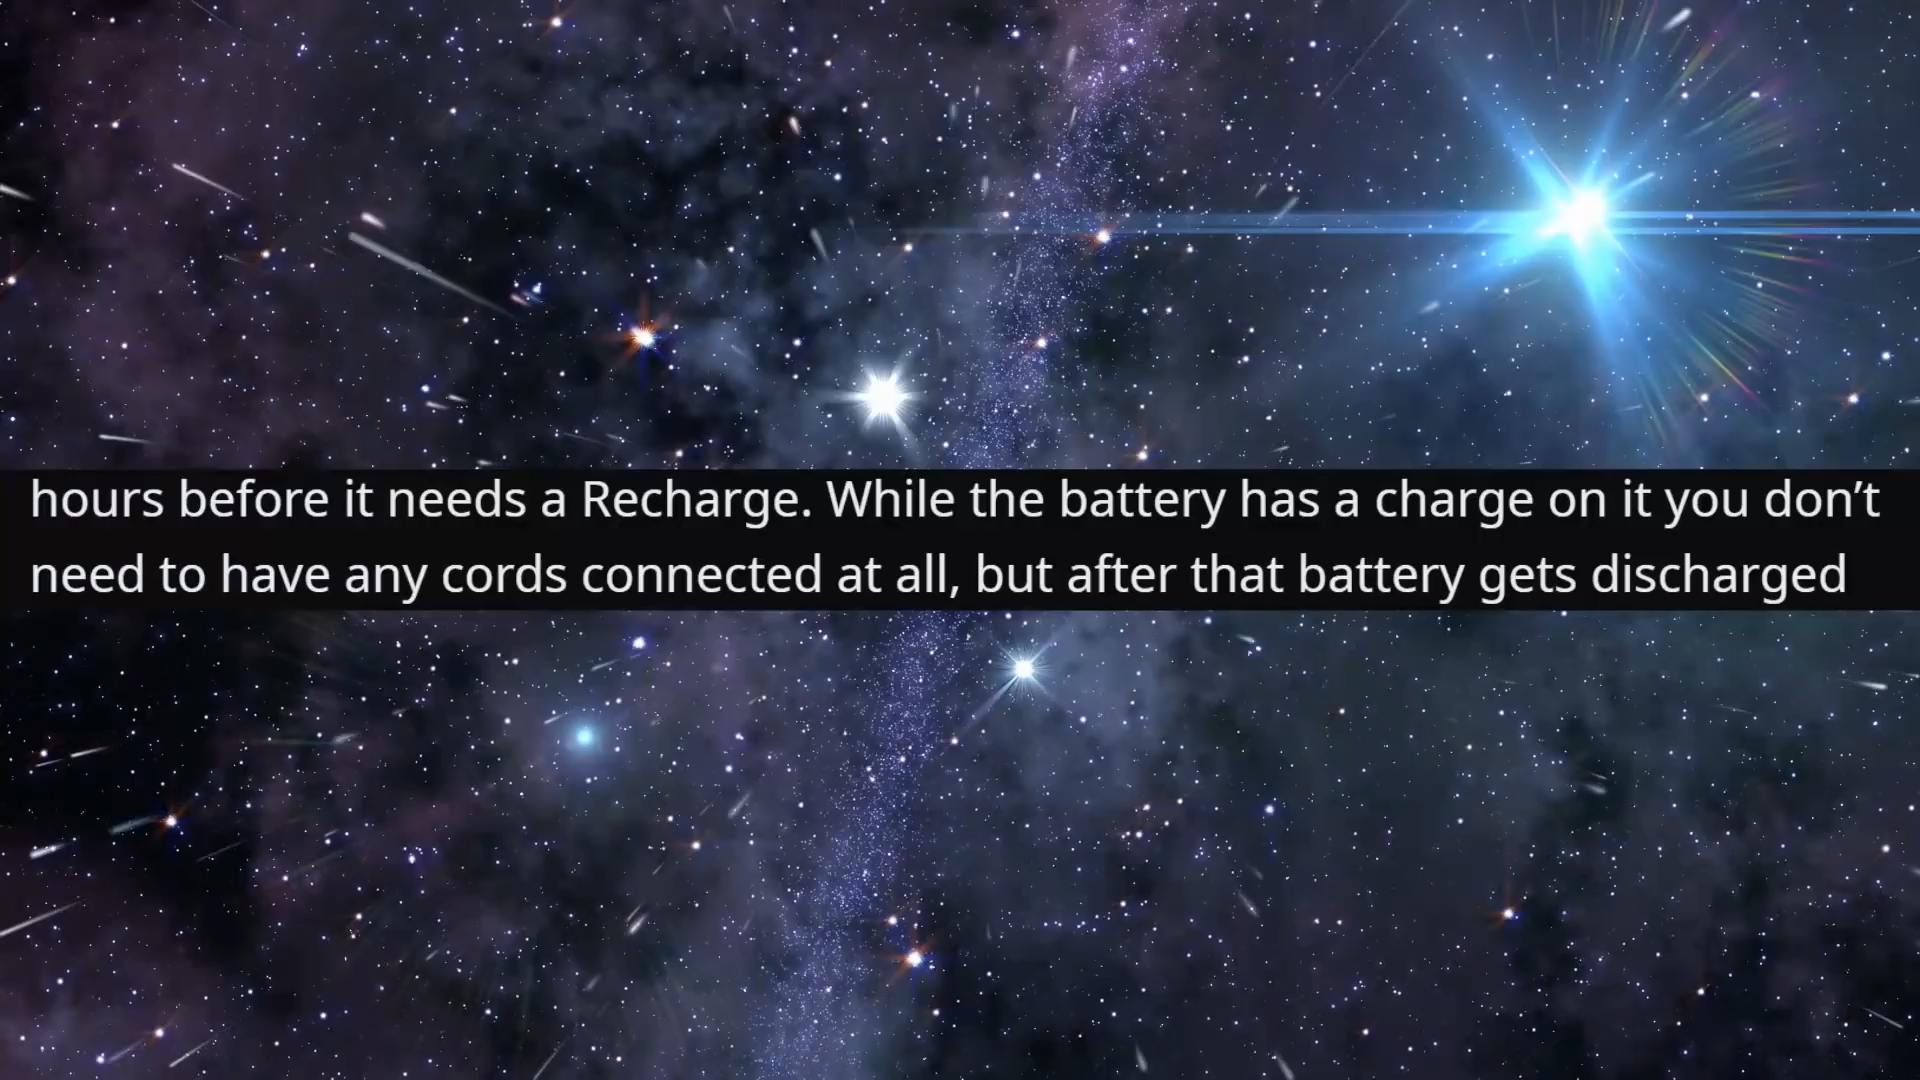 hours before it needs a Recharge. While the battery has a charge on it you don’t
need to have any cords connected at all, but after that battery gets discharged